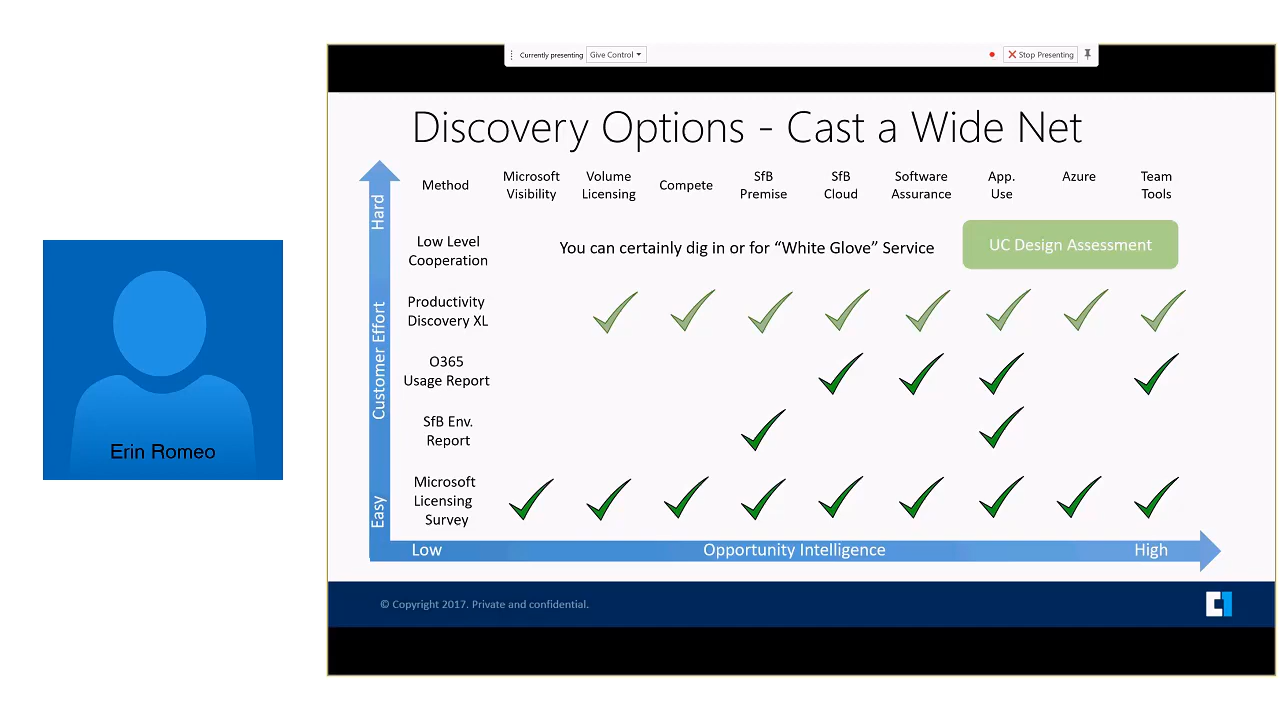 Currently presenting
Give Control
Stop Presenting
Discovery Options - Cast a Wide Net
Method
Microsoft
Visibility
Volume
Licensing
Compete
SfB
Premise
SfB
Cloud
Software
Assurance
App.
Use
Azure
Team
Tools
Hard
Customer Effort
Easy
Low Level
Cooperation
You can certainly dig in or for “White Glove” Service
UC Design Assessment
Productivity
Discovery XL
O365
Usage Report
SfB Env.
Report
Microsoft
Licensing
Survey
Low
Opportunity Intelligence
High
© Copyright 2017. Private and confidential.
Erin Romeo